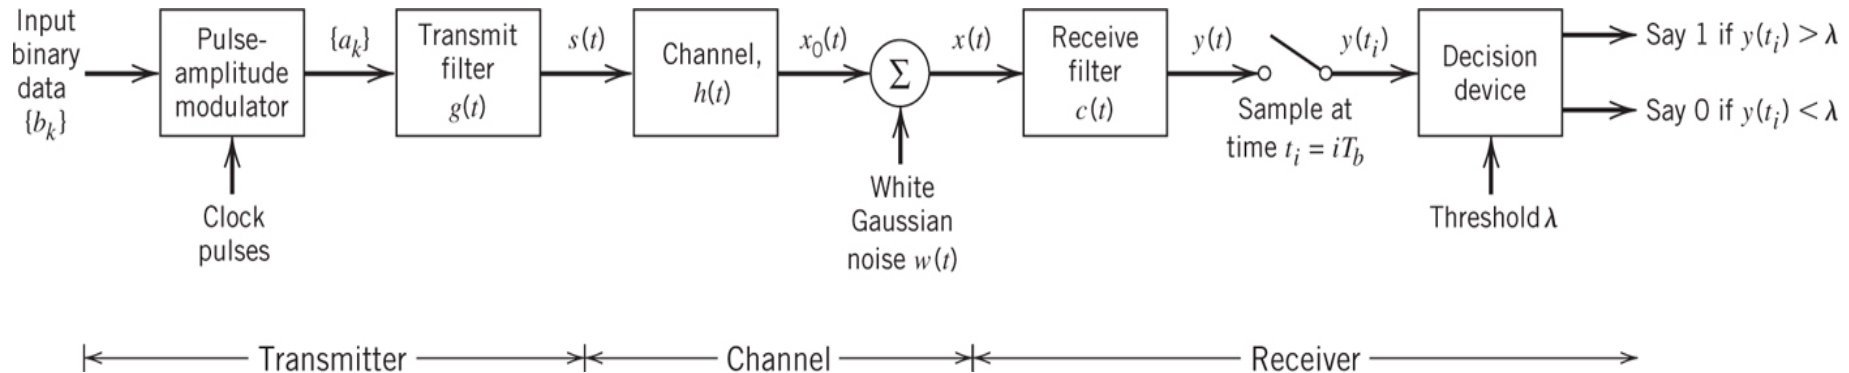 Input
binary
data
{b_k}
Pulse-
amplitude
modulator
Clock
pulses
{a_k}
Transmit
filter
g(t)
s(t)
Channel,
h(t)
x_0(t)
Σ
White
Gaussian
noise w(t)
x(t)
Receive
filter
c(t)
y(t)
Sample at
time t_i = iT_b
y(t_i)
Decision
device
Threshold λ
Say 1 if y(t_i) > λ
Say 0 if y(t_i) < λ
Transmitter
Channel
Receiver